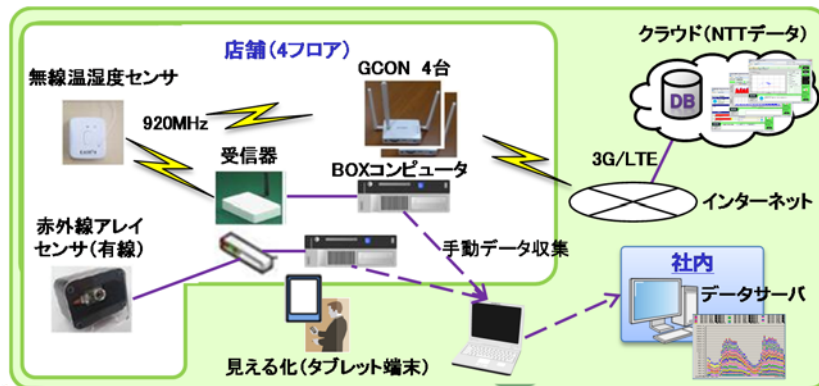 店舗(4フロア)
クラウド(NTTデータ)
無線温湿度センサ
GCON 4台
DB
920MHz
受信器
BOXコンピュータ
3G/LTE
インターネット
赤外線アレイ
センサ(有線)
手動データ収集
社内
データサーバ
見える化(タブレット端末)